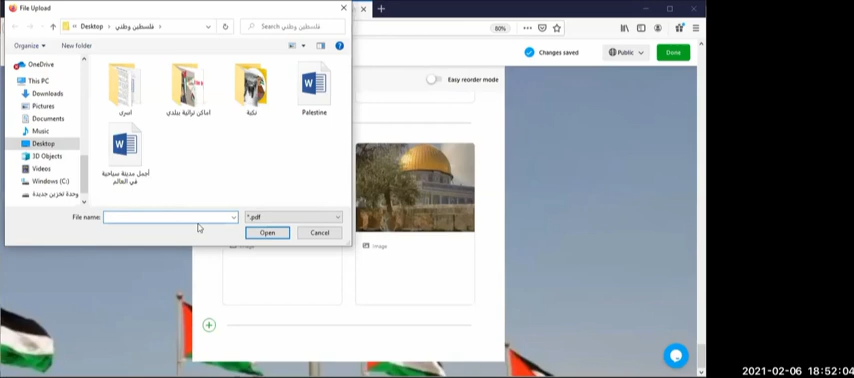 File Upload
Desktop
فلسطين وطني
Search فلسطين وطني
Organize
New folder
OneDrive
This PC
Downloads
Pictures
Documents
Music
Desktop
3D Objects
Videos
Windows (C:)
وحدة تخزين جديدة
اسرى
اماكن تراثية ببلدي
نكبة
Palestine
أجمل مدينة سياحية
في العالم
File name:
*.pdf
Open
Cancel
80%
Changes saved
Public
Done
Easy reorder mode
Image
Image
2021-02-06 18:52:04